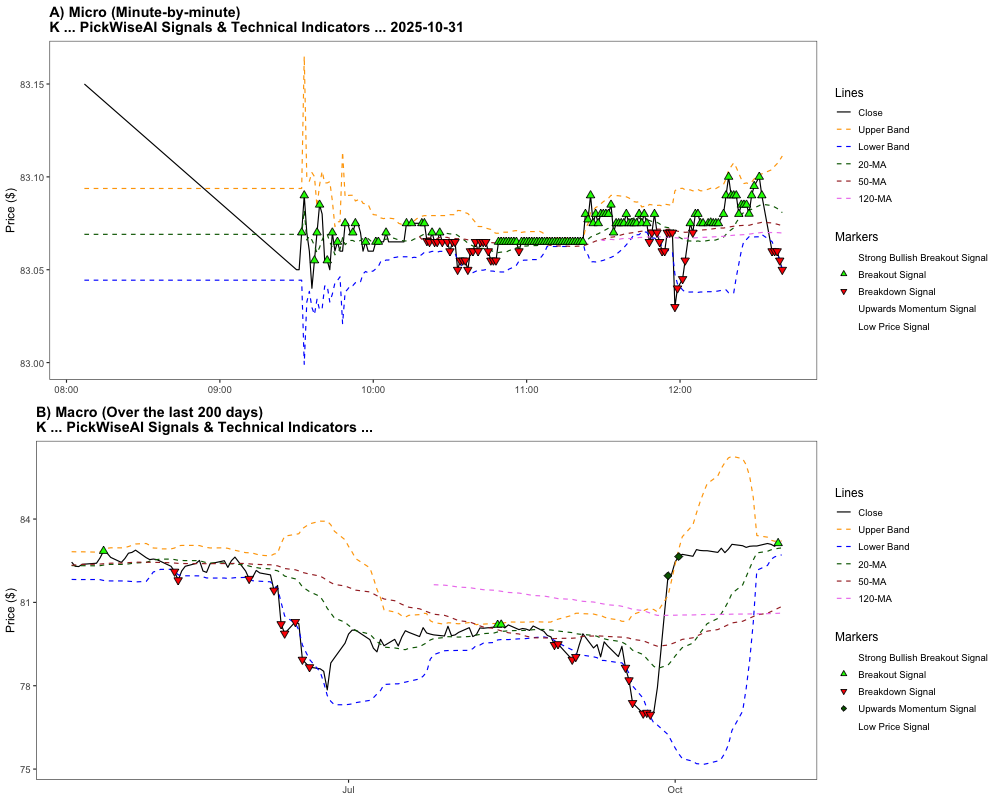 A) Micro (Minute-by-minute)
K ... PickWiseAI Signals & Technical Indicators ... 2025-10-31
Price ($)
83.15
83.10
83.05
83.00
08:00 09:00 10:00 11:00 12:00
Lines
Close
Upper Band
Lower Band
20-MA
50-MA
120-MA
Markers
Strong Bullish Breakout Signal
Breakout Signal
Breakdown Signal
Upwards Momentum Signal
Low Price Signal
B) Macro (Over the last 200 days)
K ... PickWiseAI Signals & Technical Indicators ...
Price ($)
84
81
78
75
Jul Oct
Lines
Close
Upper Band
Lower Band
20-MA
50-MA
120-MA
Markers
Strong Bullish Breakout Signal
Breakout Signal
Breakdown Signal
Upwards Momentum Signal
Low Price Signal